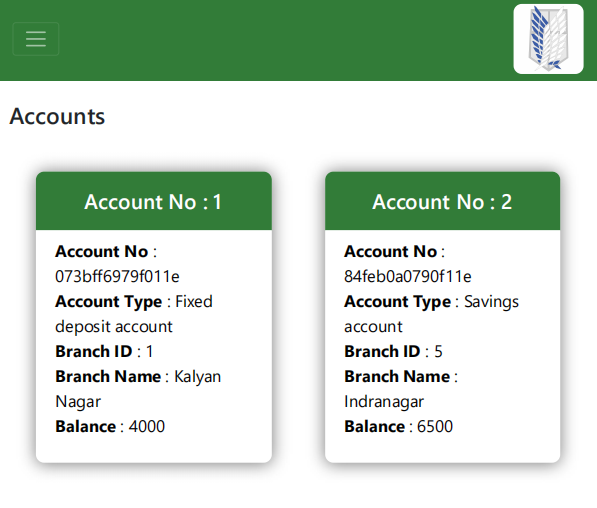 Accounts
Account No : 1
Account No :
073bff6979f011e
Account Type : Fixed
deposit account
Branch ID : 1
Branch Name : Kalyan
Nagar
Balance : 4000
Account No : 2
Account No :
84feb0a0790f11e
Account Type : Savings
account
Branch ID : 5
Branch Name :
Indranagar
Balance : 6500